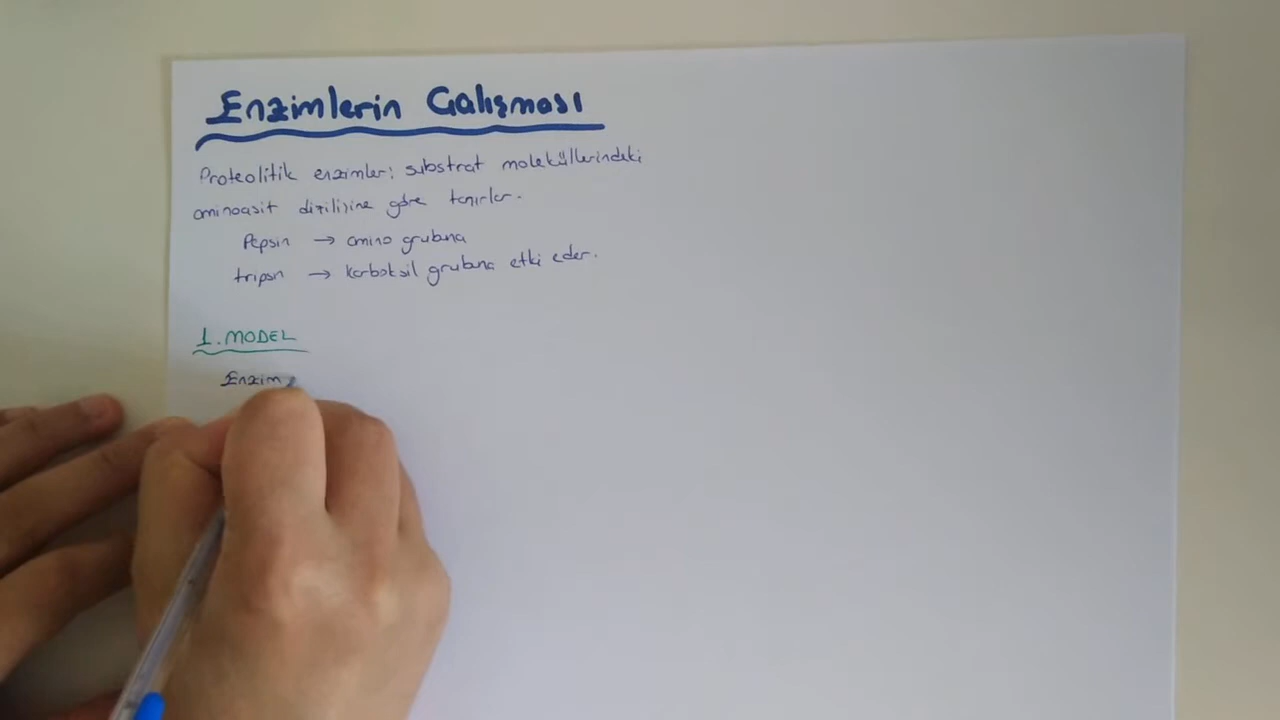 Enzimlerin Çalışması
Proteolitik enzimler; substrat moleküllerindeki
aminoasit dizilişine göre tanırlar.
Pepsin → amino grubuna
tripsin → karboksil grubuna etki eder.
1. MODEL
Enzim